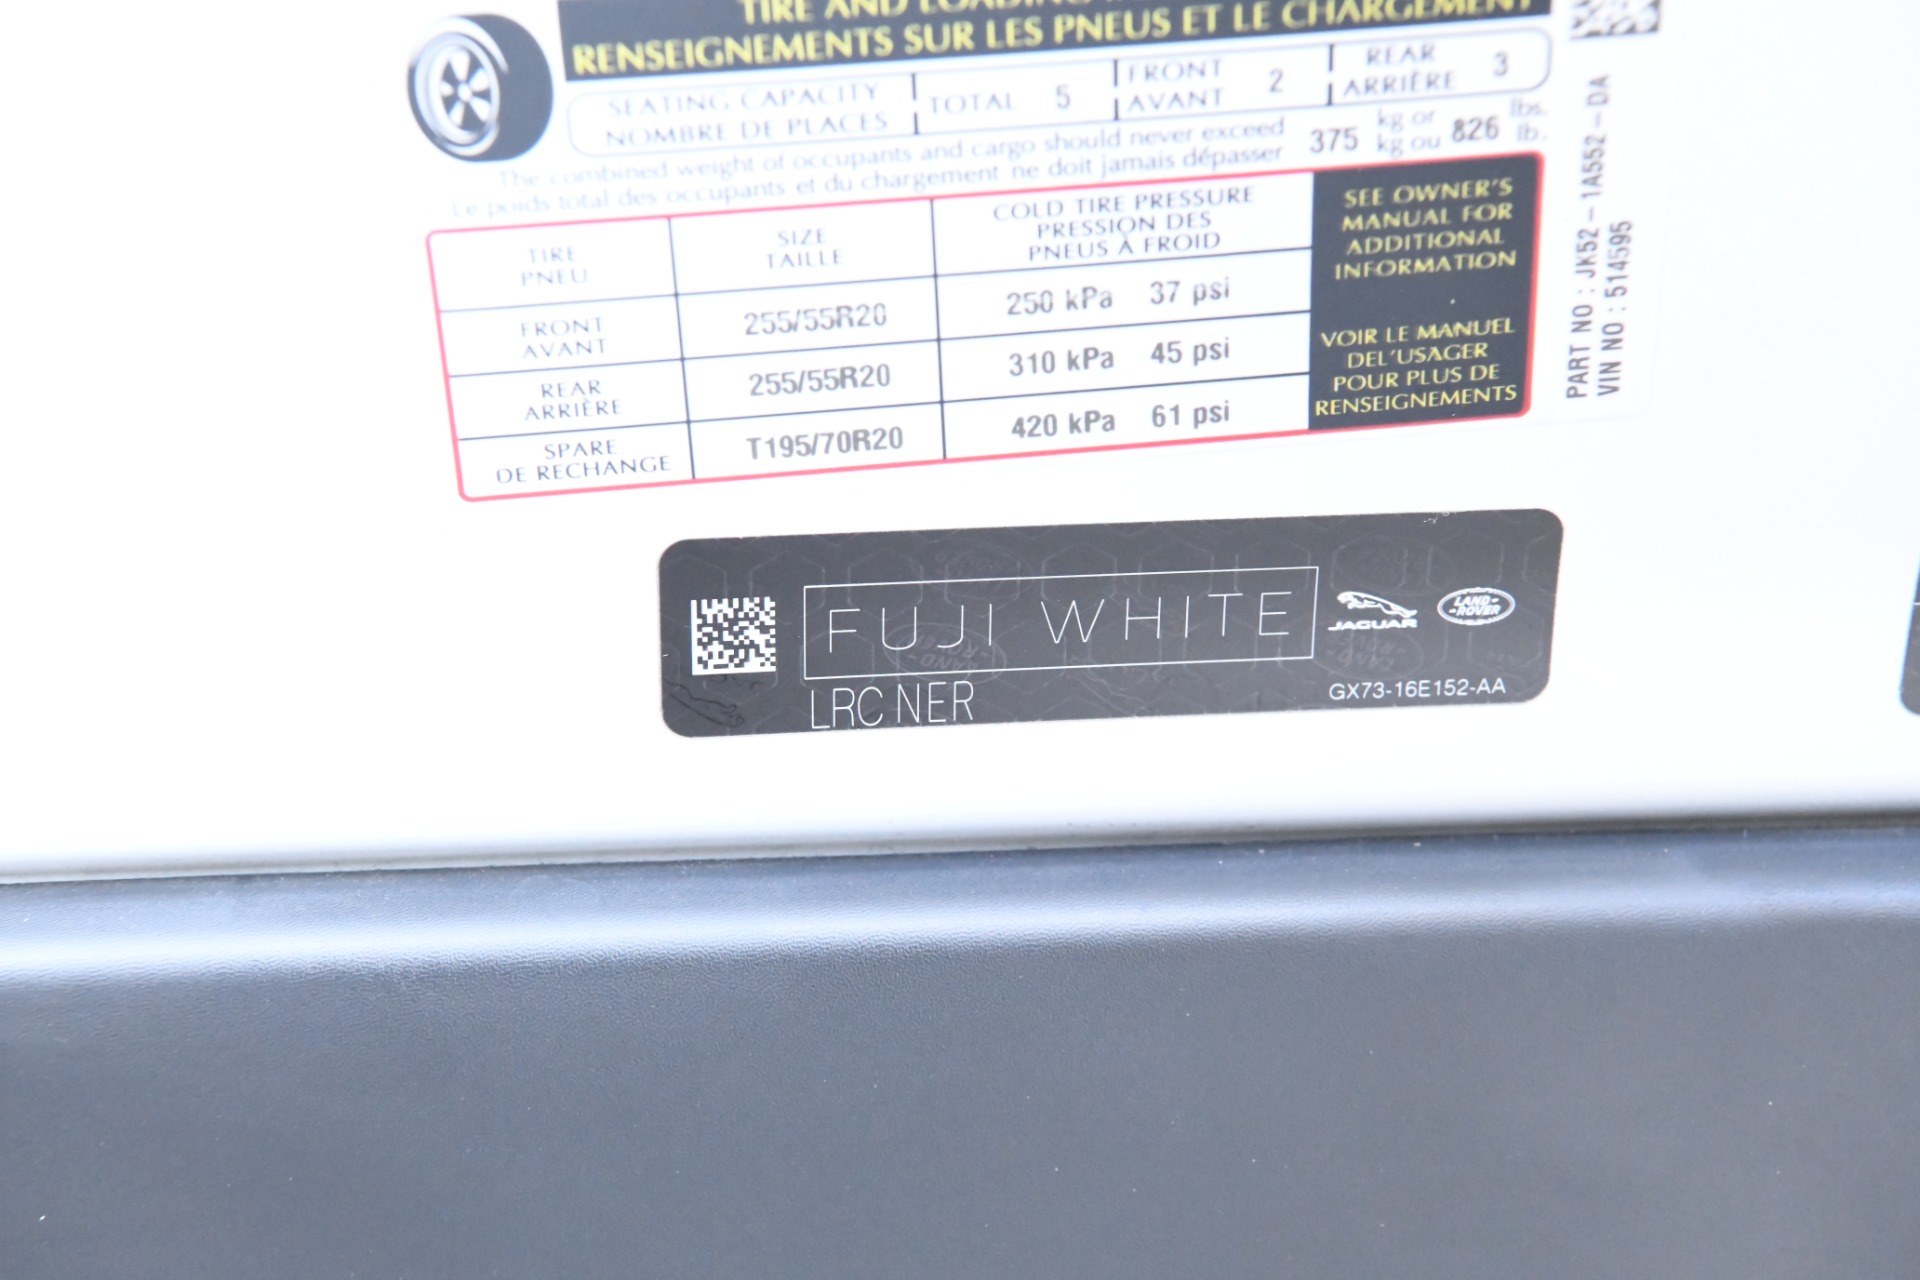 TIRE AND LOADING
RENSEIGNEMENTS SUR LES PNEUS ET LE CHARGEMENT
SEATING CAPACITY
NOMBRE DE PLACES
TOTAL 5
FRONT
AVANT
2
REAR
ARRIÈRE
3
The combined weight of occupants and cargo should never exceed
Le poids total des occupants et du chargement ne doit jamais dépasser
375
kg or
kg ou
826
lbs.
lb.
TIRE
PNEU
SIZE
TAILLE
COLD TIRE PRESSURE
PRESSION DES
PNEUS À FROID
FRONT
AVANT
255/55R20
250 kPa 37 psi
REAR
ARRIÈRE
255/55R20
310 kPa 45 psi
SPARE
DE RECHANGE
T195/70R20
420 kPa 61 psi
SEE OWNER'S
MANUAL FOR
ADDITIONAL
INFORMATION
VOIR LE MANUEL
DEL'USAGER
POUR PLUS DE
RENSEIGNEMENTS
PART NO : JK52-1A552-DA
VIN NO : 514595
FUJI WHITE
JAGUAR
LAND-
-ROVER
LRC NER
GX73-16E152-AA